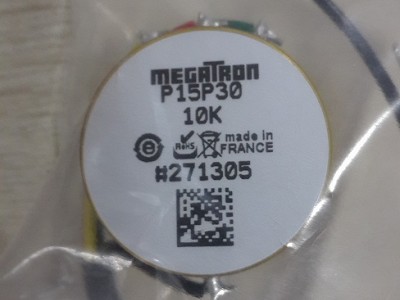 MEGATRON
P15P30
10K
e RoHS made in
FRANCE
#271305